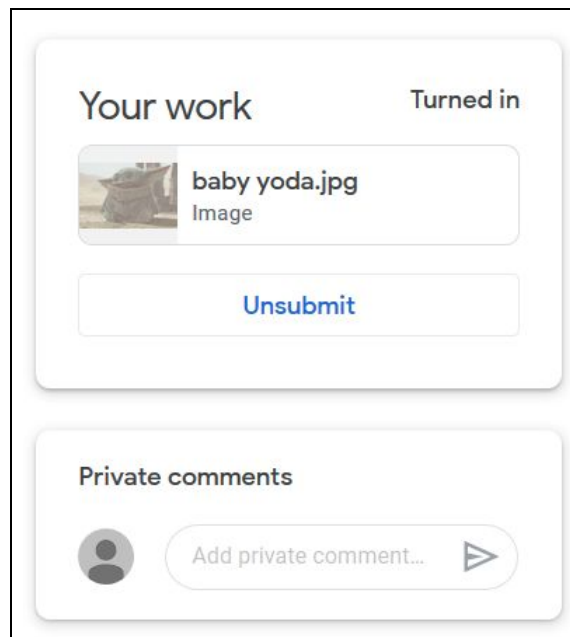 Your work Turned in
baby yoda.jpg
Image
Unsubmit
Private comments
Add private comment...